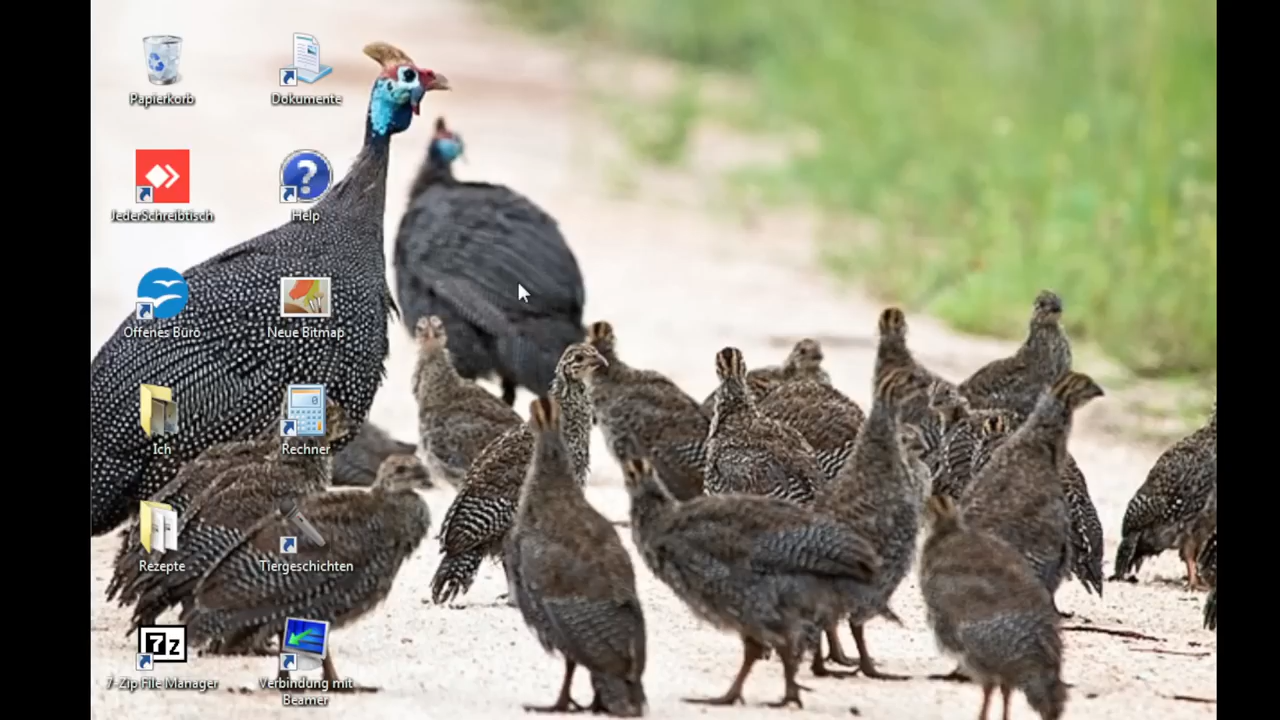 Papierkorb
Dokumente
JederSchreibtisch
Help
Offenes Büro
Neue Bitmap
Ich
Rechner
Rezepte
Tiergeschichten
7z
7-Zip File Manager
Verbindung mit
Beamer